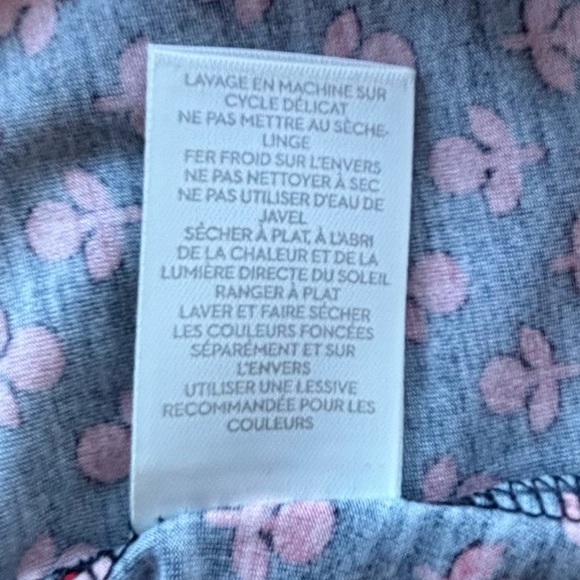 LAVAGE EN MACHINE SUR
CYCLE DÉLICAT
NE PAS METTRE AU SÈCHE-
LINGE
FER FROID SUR L'ENVERS
NE PAS NETTOYER À SEC
NE PAS UTILISER D'EAU DE
JAVEL
SÉCHER À PLAT, À L'ABRI
DE LA CHALEUR ET DE LA
LUMIÈRE DIRECTE DU SOLEIL
RANGER À PLAT
LAVER ET FAIRE SÉCHER
LES COULEURS FONCÉES
SÉPARÉMENT ET SUR
L'ENVERS
UTILISER UNE LESSIVE
RECOMMANDÉE POUR LES
COULEURS